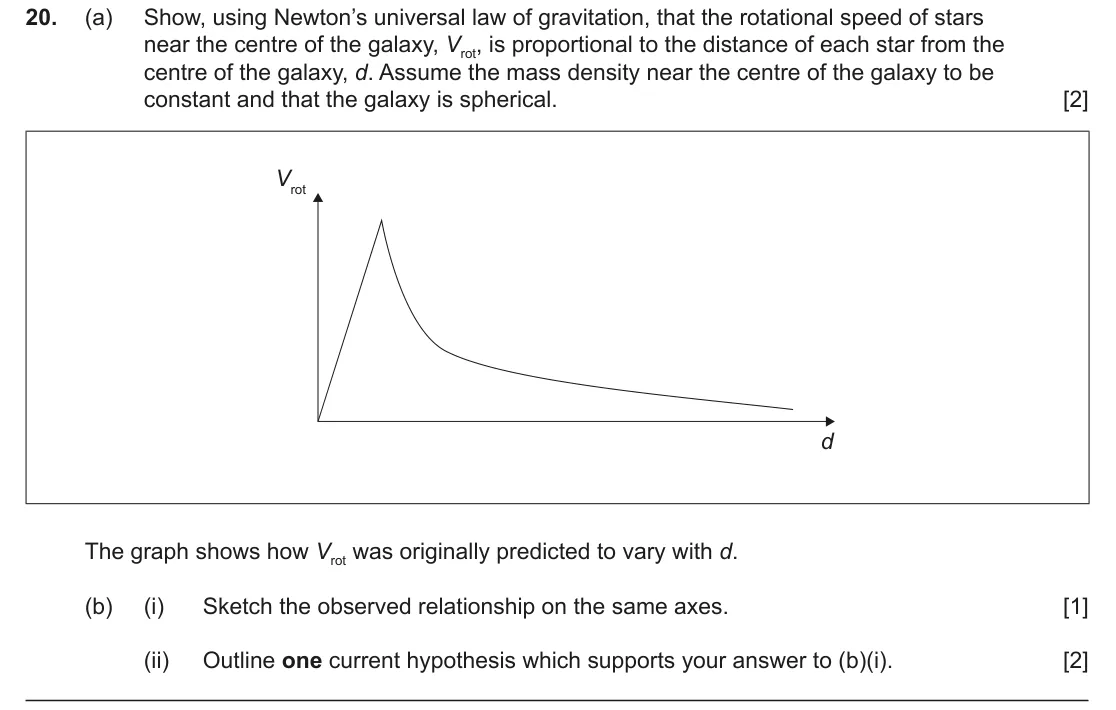 20. (a) Show, using Newton’s universal law of gravitation, that the rotational speed of stars
near the centre of the galaxy, Vrot, is proportional to the distance of each star from the
centre of the galaxy, d. Assume the mass density near the centre of the galaxy to be
constant and that the galaxy is spherical. [2]
Vrot
d
The graph shows how Vrot was originally predicted to vary with d.
(b) (i) Sketch the observed relationship on the same axes. [1]
(ii) Outline one current hypothesis which supports your answer to (b)(i). [2]